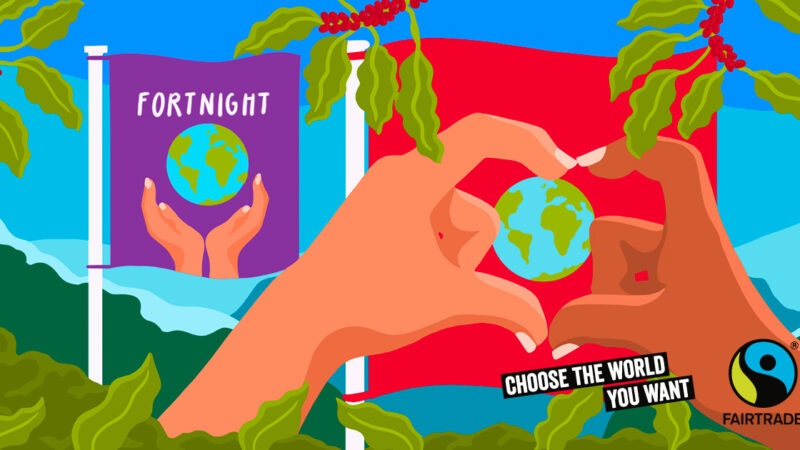 FORTNIGHT
CHOOSE THE WORLD
YOU WANT
®
FAIRTRADE